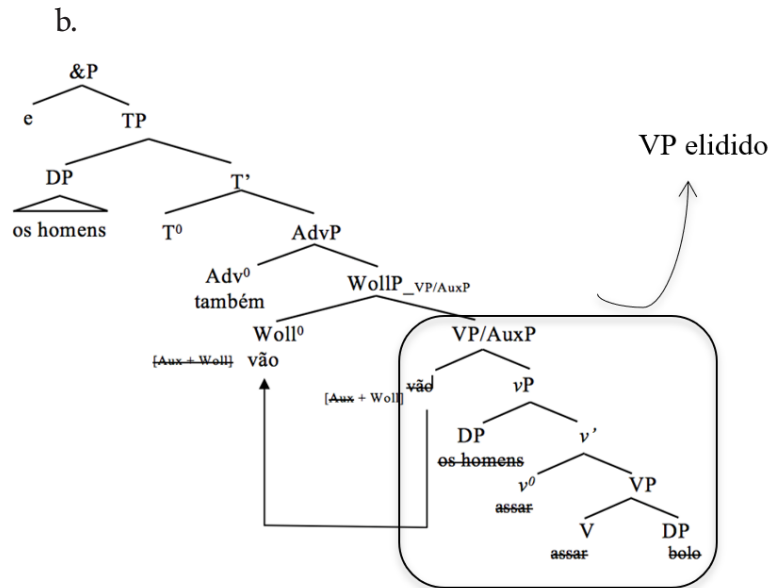 b.
&P
e TP
VP elidido
DP T’
os homens T⁰ AdvP
Adv⁰ WollP_VP/AuxP
também
Woll⁰ VP/AuxP
[Aux + Woll] vão
[Aux + Woll] vão vP
DP v’
os homens
v⁰ VP
assar
V DP
assar bolo